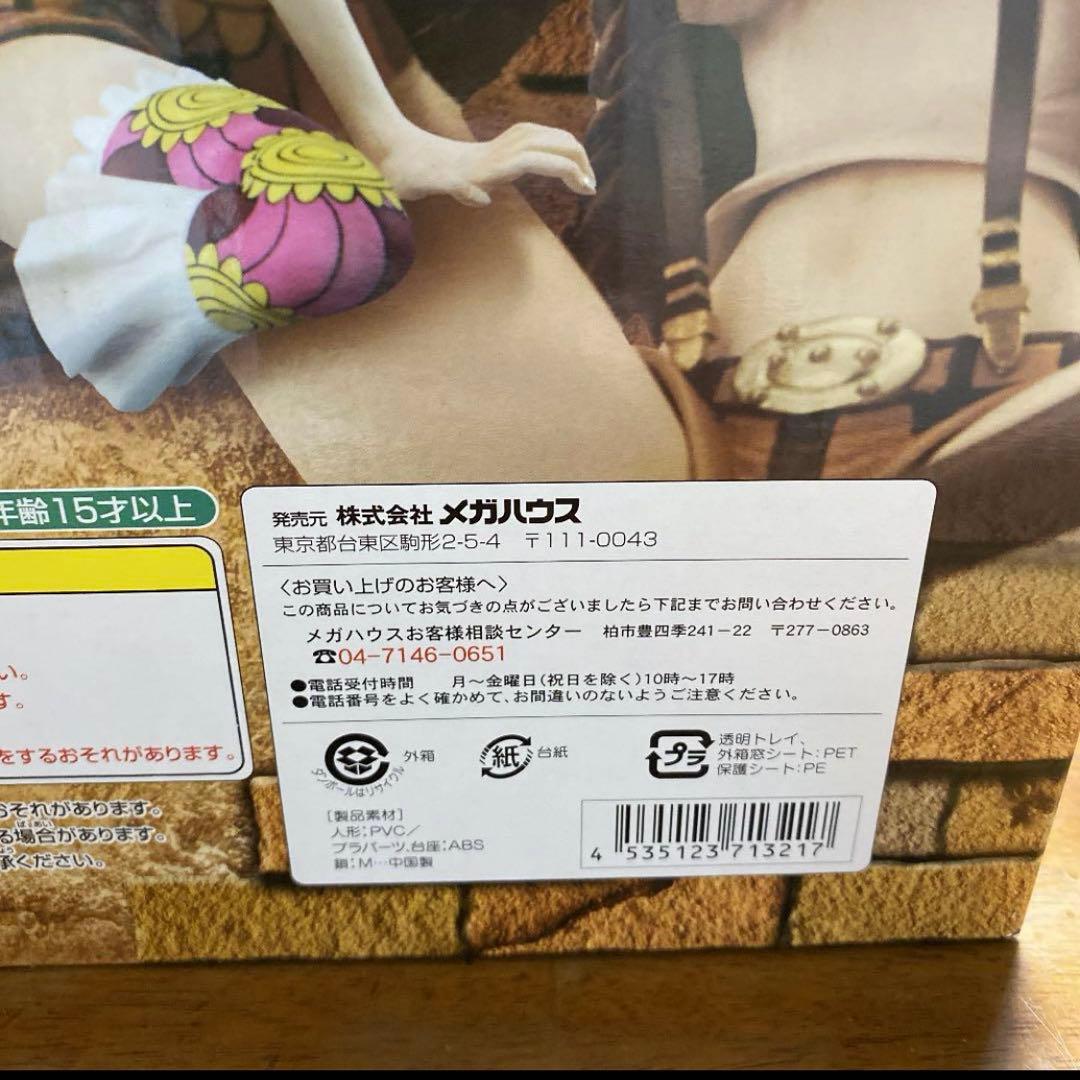 年齢15才以上
い。
す。
をするおそれがあります。
おそれがあります。
る場合があります。
承ください。
発売元 株式会社 メガハウス
東京都台東区駒形2-5-4 〒111-0043
〈お買い上げのお客様へ〉
この商品についてお気づきの点がございましたら下記までお問い合わせください。
メガハウスお客様相談センター 柏市豊四季241-22 〒277-0863
☎04-7146-0651
●電話受付時間 月〜金曜日(祝日を除く)10時〜17時
●電話番号をよく確かめて、お間違いのないようご注意ください。
外箱
ダンボールはリサイクル
紙 台紙
プラ
透明トレイ、
外箱窓シート:PET
保護シート:PE
[製品素材]
人形:PVC/
プラパーツ、台座:ABS
鎖:M…中国製
4 535123 713217